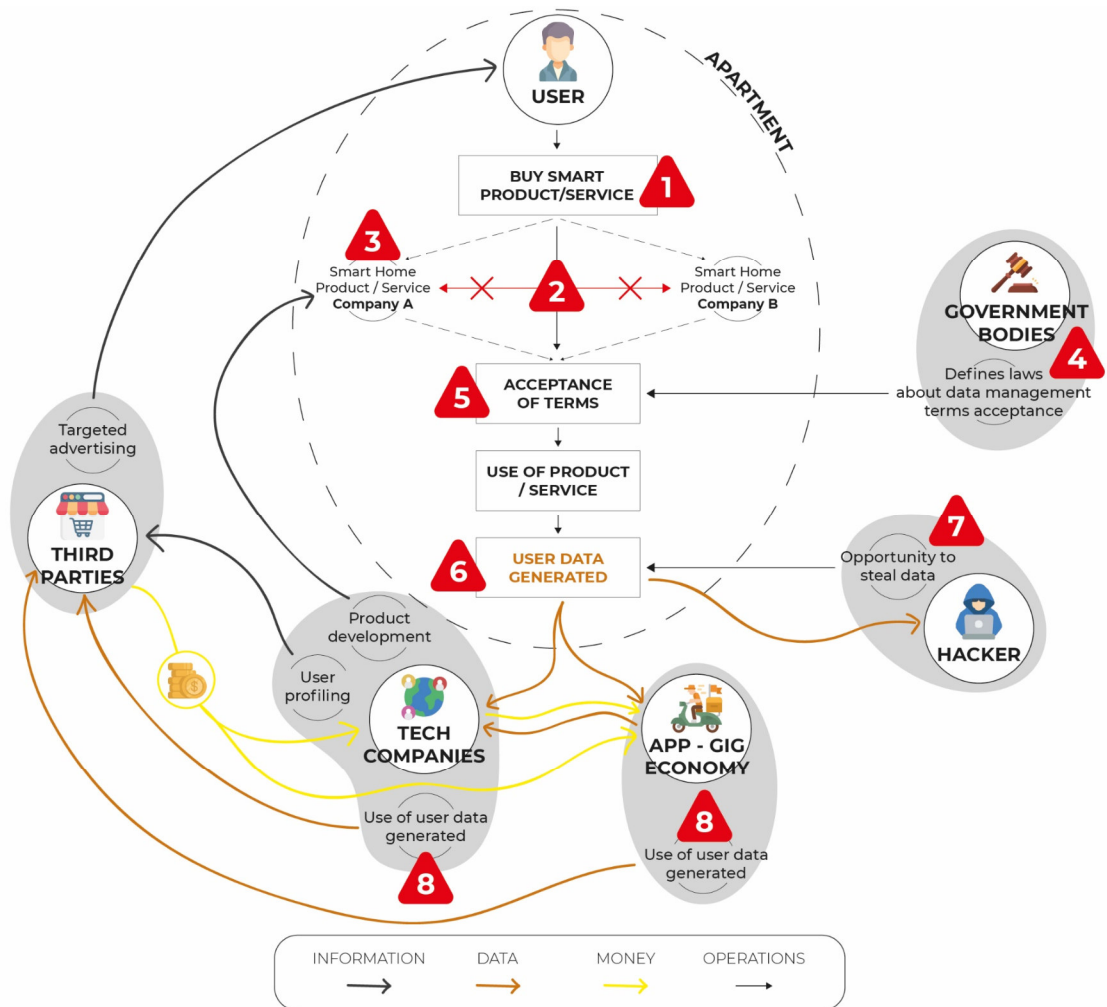 USER
APARTMENT
BUY SMART
PRODUCT/SERVICE
1
3
Smart Home
Product / Service
Company A
2
Smart Home
Product / Service
Company B
GOVERNMENT
BODIES
4
Defines laws
about data management
terms acceptance
5
ACCEPTANCE
OF TERMS
Targeted
advertising
USE OF PRODUCT
/ SERVICE
THIRD
PARTIES
6
USER DATA
GENERATED
7
Opportunity to
steal data
HACKER
Product
development
User
profiling
$
TECH
COMPANIES
APP - GIG
ECONOMY
Use of user data
generated
8
8
Use of user data
generated
INFORMATION
DATA
MONEY
OPERATIONS